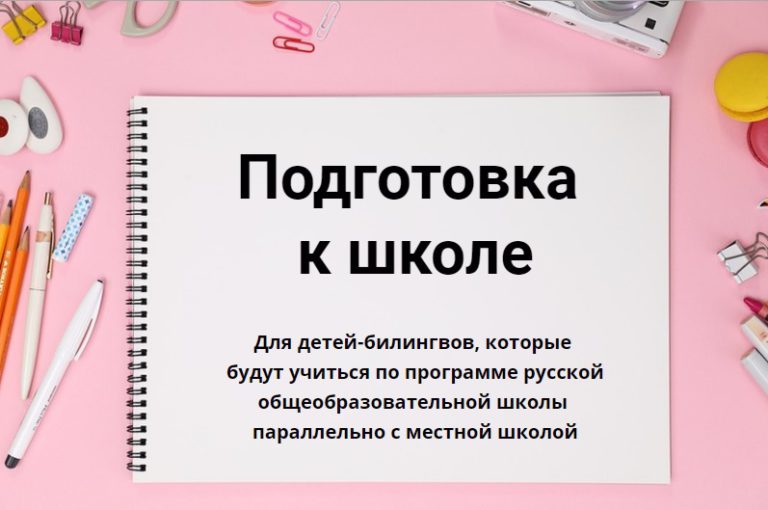 Подготовка
к школе
Для детей-билингвов, которые
будут учиться по программе русской
общеобразовательной школы
параллельно с местной школой